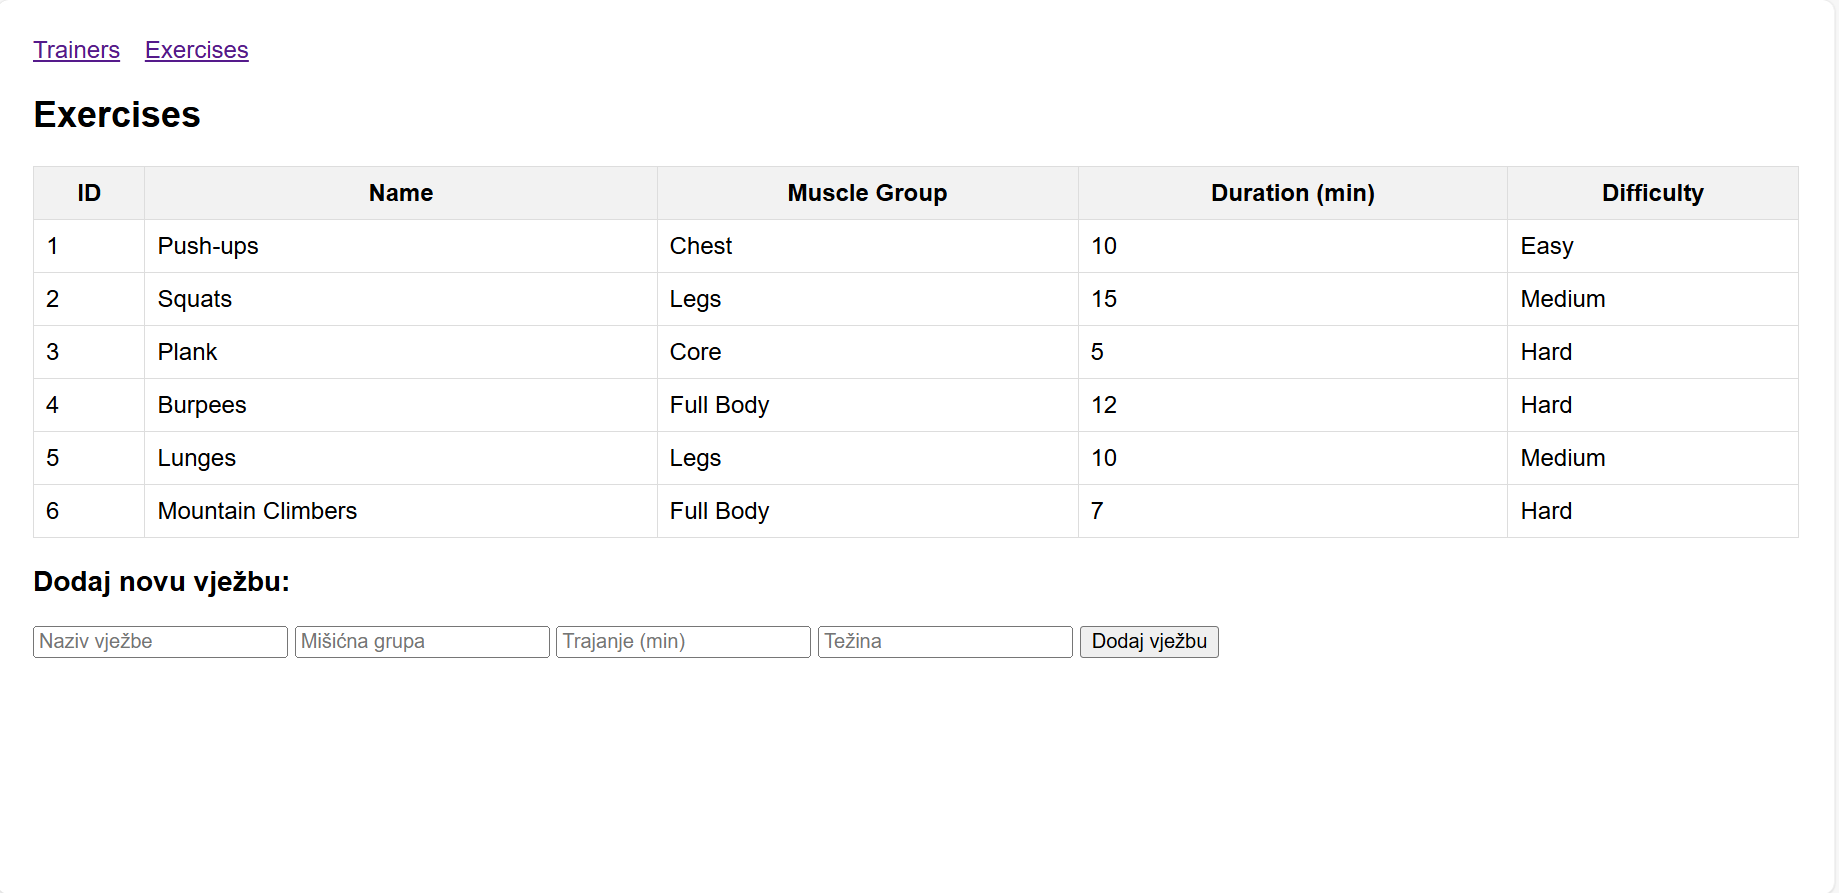 Trainers Exercises
Exercises
ID Name Muscle Group Duration (min) Difficulty
1 Push-ups Chest 10 Easy
2 Squats Legs 15 Medium
3 Plank Core 5 Hard
4 Burpees Full Body 12 Hard
5 Lunges Legs 10 Medium
6 Mountain Climbers Full Body 7 Hard
Dodaj novu vježbu:
Naziv vježbe Mišićna grupa Trajanje (min) Težina Dodaj vježbu